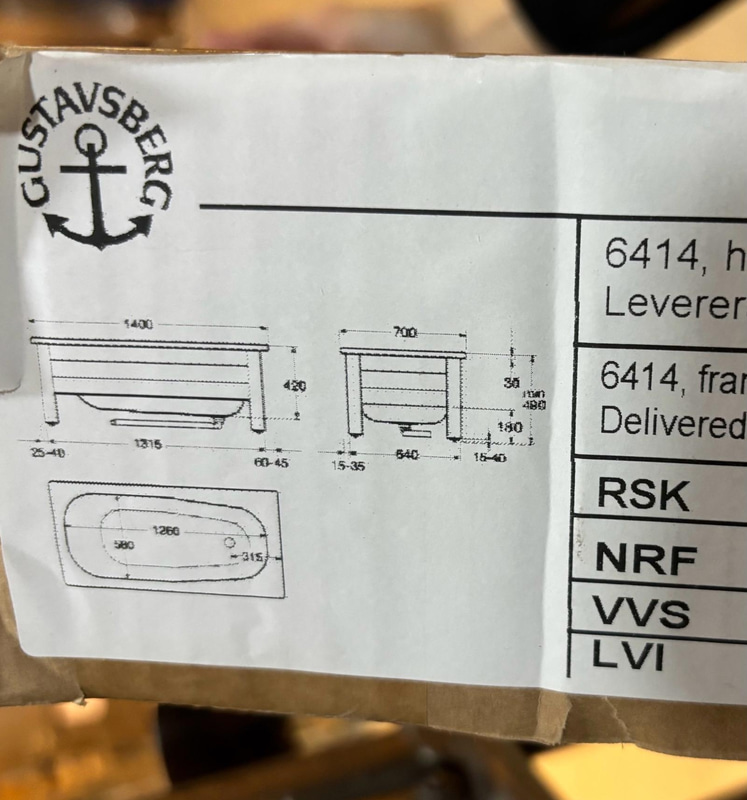 GUSTAVSBERG
6414, h
Leverer
6414, frar
Delivered
RSK
NRF
VVS
LVI
1400
420
25-40
1315
60-45
700
30
480
180
15-35
640
15-40
1260
580
315